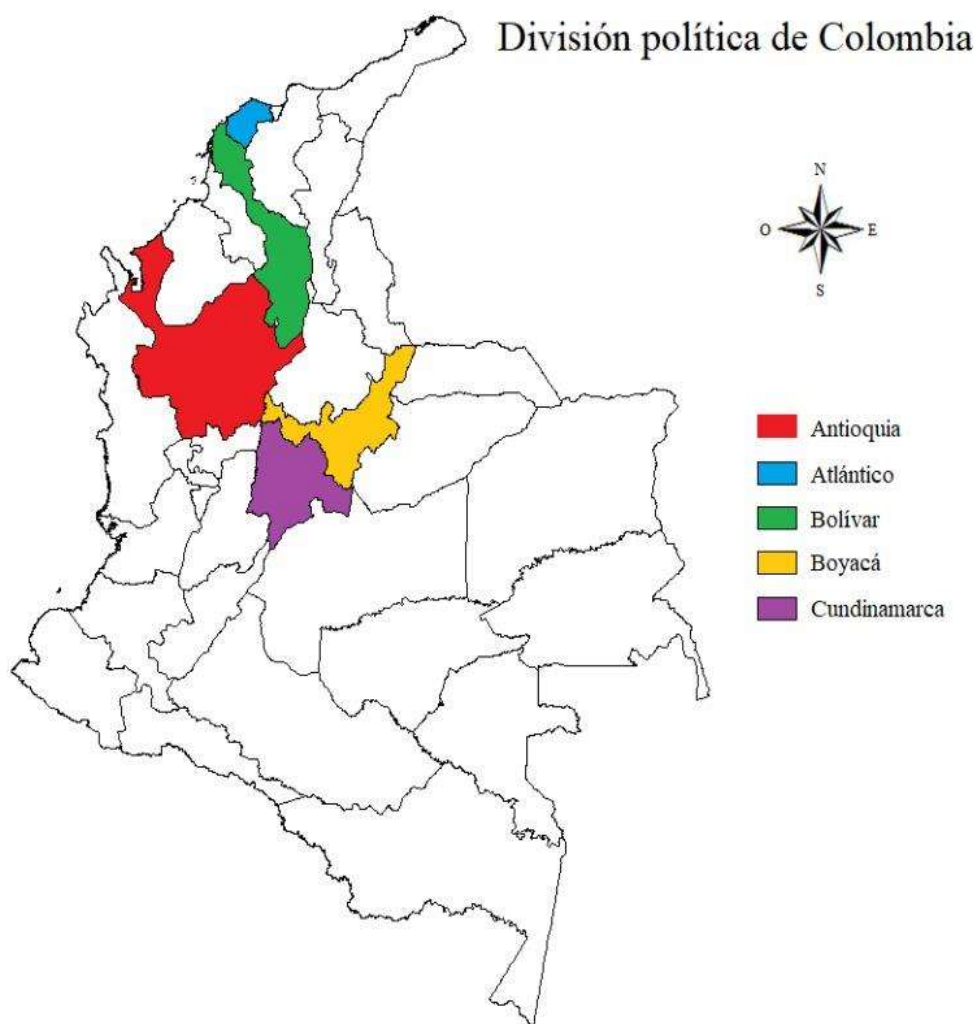 División política de Colombia
N
O E
S
Antioquia
Atlántico
Bolívar
Boyacá
Cundinamarca